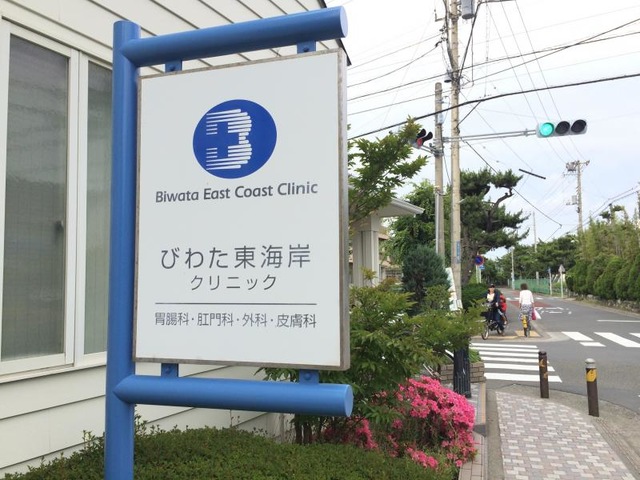 Biwata East Coast Clinic
びわた東海岸
クリニック
胃腸科・肛門科・外科・皮膚科